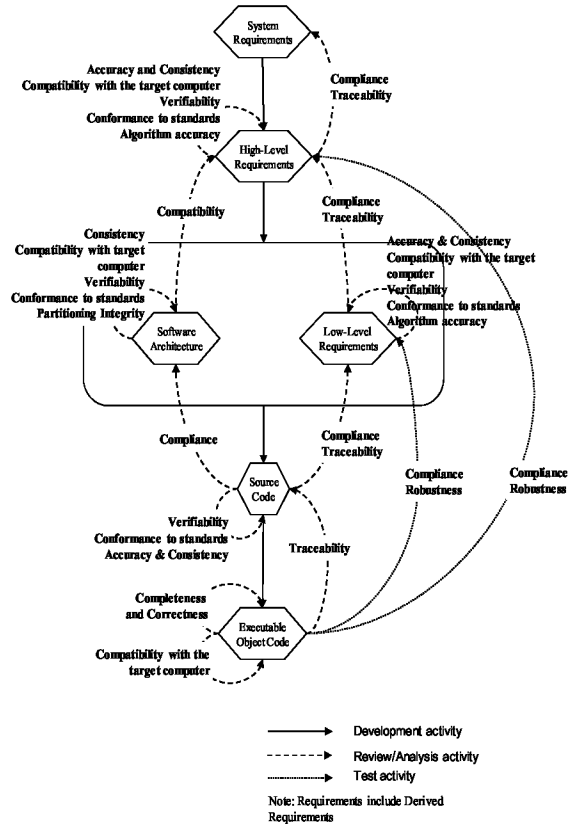 System
Requirements
Accuracy and Consistency
Compatibility with the target computer
Verifiability
Conformance to standards
Algorithm accuracy
Compliance
Traceability
High-Level
Requirements
Compatibility
Compliance
Traceability
Consistency
Compatibility with target
computer
Verifiability
Conformance to standards
Partitioning Integrity
Accuracy & Consistency
Compatibility with the target
computer
Verifiability
Conformance to standards
Algorithm accuracy
Software
Architecture
Low-Level
Requirements
Compliance
Compliance
Traceability
Compliance
Robustness
Compliance
Robustness
Source
Code
Verifiability
Conformance to standards
Accuracy & Consistency
Traceability
Completeness
and Correctness
Executable
Object Code
Compatibility with the
target computer
Development activity
Review/Analysis activity
Test activity
Note: Requirements include Derived
Requirements